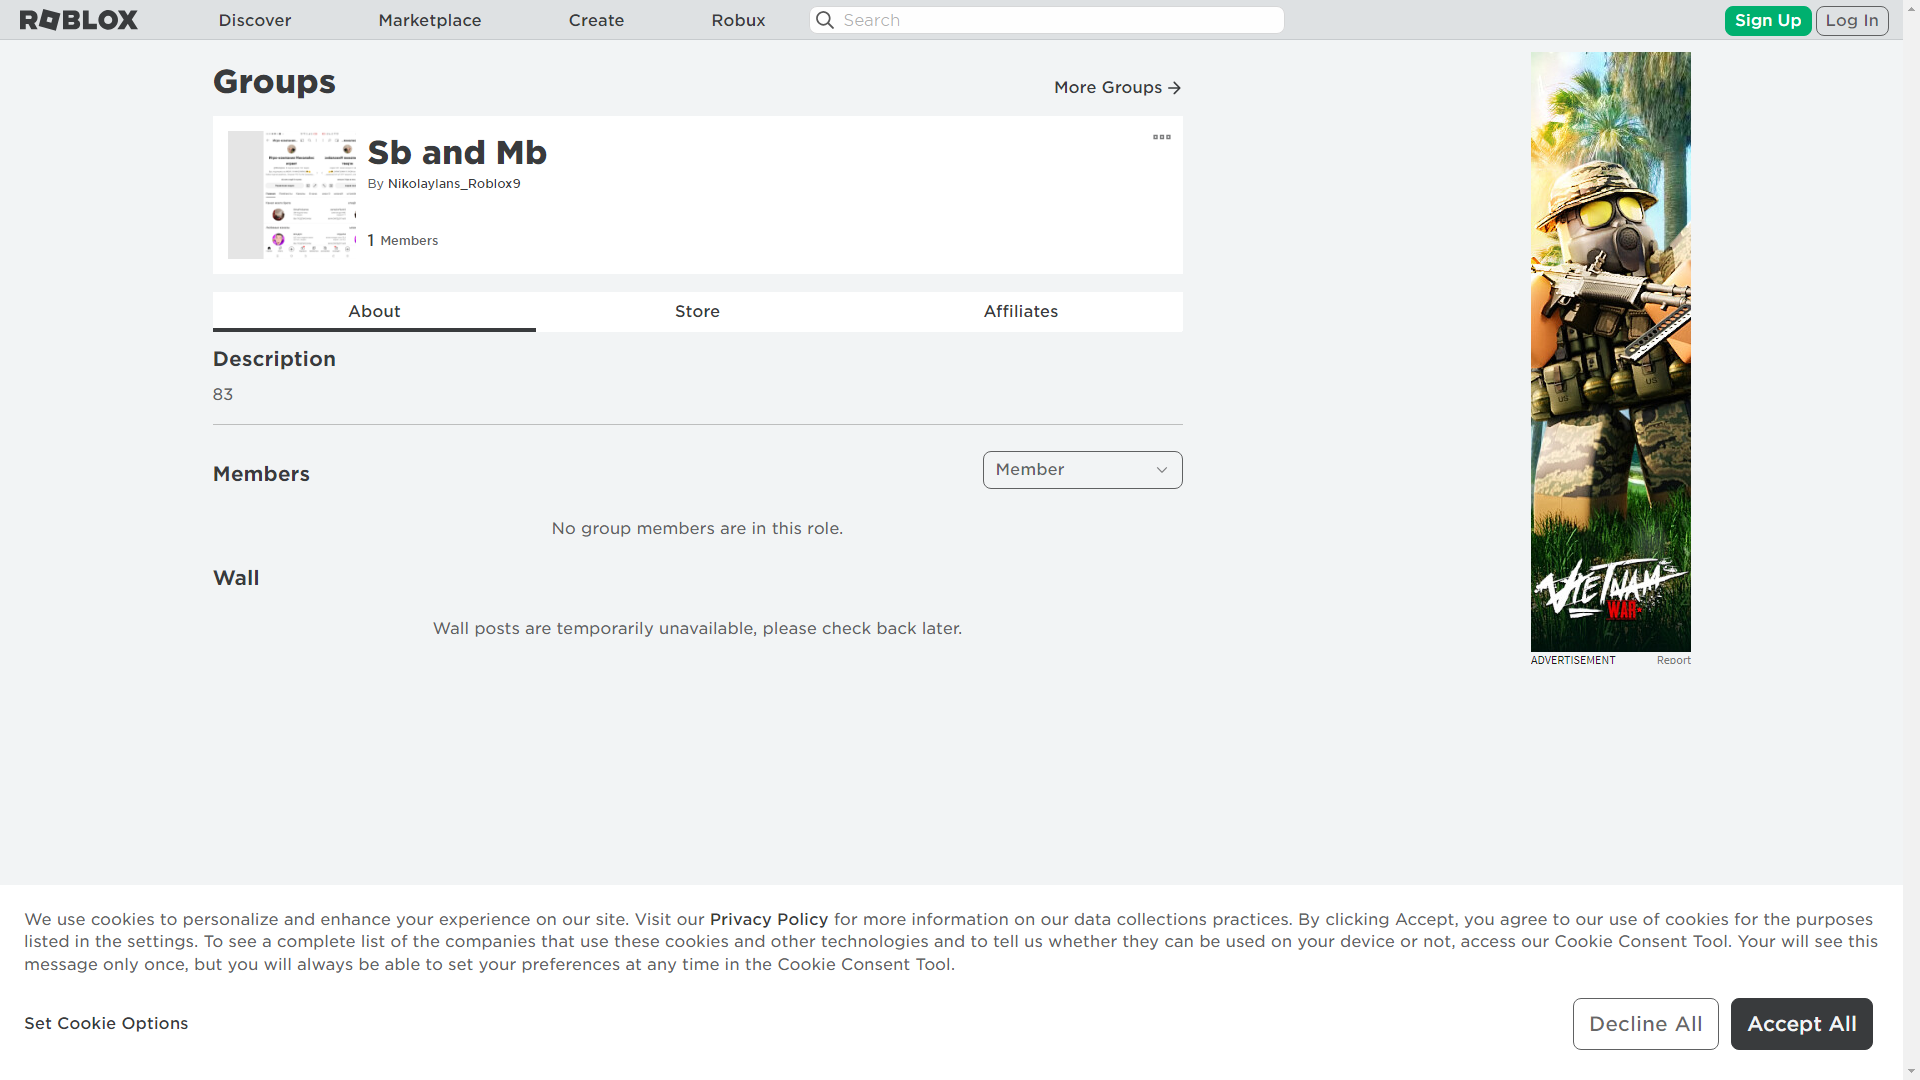 ROBLOX
Discover
Marketplace
Create
Robux
Search
Sign Up
Log In
Groups
More Groups
Sb and Mb
By Nikolaylans_Roblox9
1 Members
About
Store
Affiliates
Description
83
Members
Member
No group members are in this role.
Wall
Wall posts are temporarily unavailable, please check back later.
US
US
VIETNAM
WAR
ADVERTISEMENT
Report
We use cookies to personalize and enhance your experience on our site. Visit our Privacy Policy for more information on our data collections practices. By clicking Accept, you agree to our use of cookies for the purposes
listed in the settings. To see a complete list of the companies that use these cookies and other technologies and to tell us whether they can be used on your device or not, access our Cookie Consent Tool. Your will see this
message only once, but you will always be able to set your preferences at any time in the Cookie Consent Tool.
Set Cookie Options
Decline All
Accept All